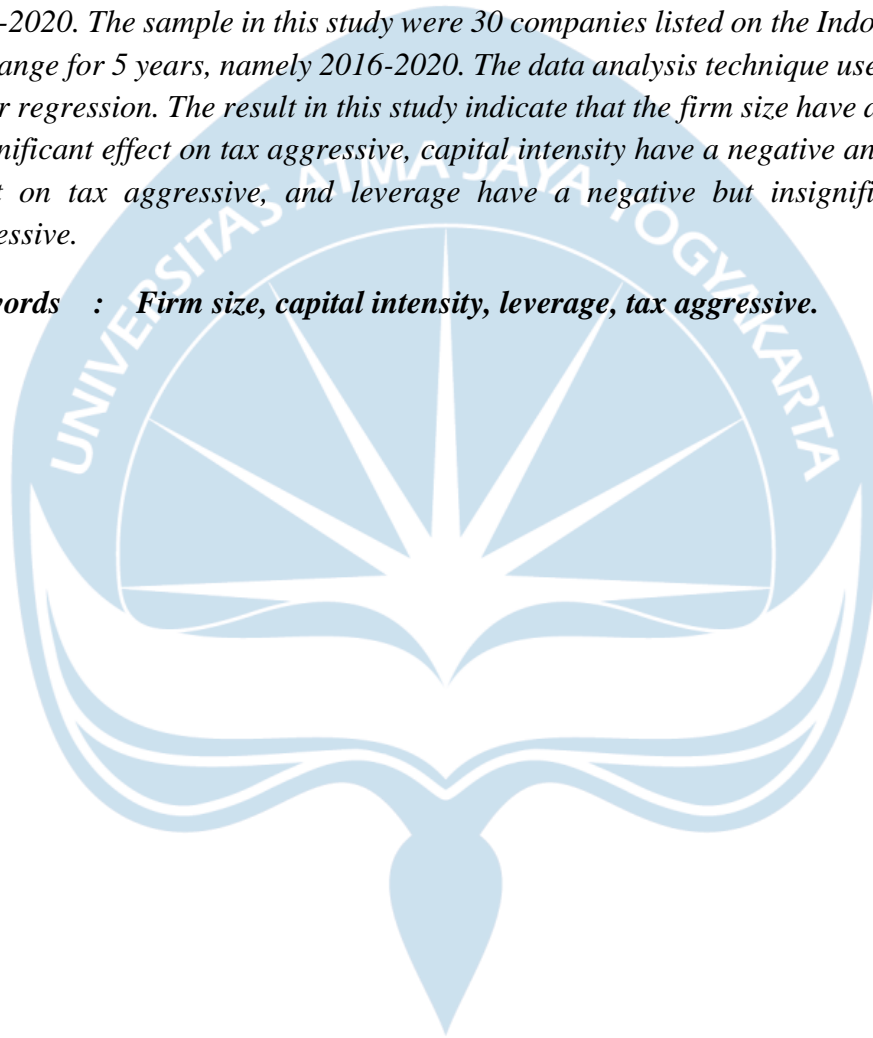 -2020. The sample in this study were 30 companies listed on the Indo
ange for 5 years, namely 2016-2020. The data analysis technique use
r regression. The result in this study indicate that the firm size have a
nificant effect on tax aggressive, capital intensity have a negative an
t on tax aggressive, and leverage have a negative but insignifi
essive.
words : Firm size, capital intensity, leverage, tax aggressive.
UNIVERSITAS ATMA JAYA YOGYAKARTA